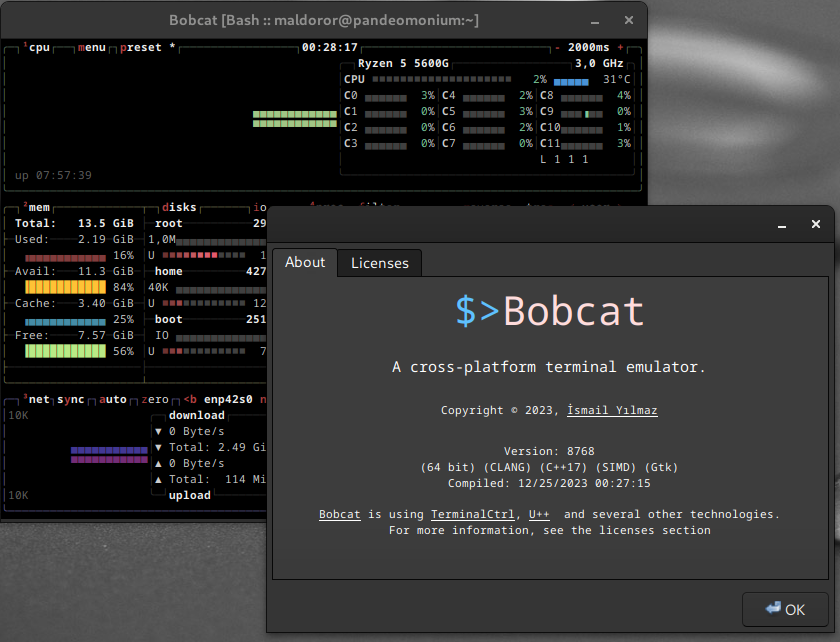 Bobcat [Bash :: maldoror@pandeomonium:~]
¹cpu menu preset * 00:28:17 - 2000ms +
Ryzen 5 5600G 3,0 GHz
CPU 2% 31°C
C0 3% C4 2% C8 4%
C1 0% C5 3% C9 0%
C2 0% C6 2% C10 1%
C3 0% C7 0% C11 3%
L 1 1 1
up 07:57:39
²mem disks io
Total: 13.5 GiB root 29
Used: 2.19 GiB 1,0M
16% U 1
Avail: 11.3 GiB home 427
84% 40K
Cache: 3.40 GiB U 12
25% boot 251
Free: 7.57 GiB IO
56% U 7
³net sync auto zero <b enp42s0 n
10K download
▼ 0 Byte/s
▼ Total: 2.49 Gi
▲ 0 Byte/s
▲ Total: 114 Mi
10K upload
About Licenses
$>Bobcat
A cross-platform terminal emulator.
Copyright © 2023, İsmail Yılmaz
Version: 8768
(64 bit) (CLANG) (C++17) (SIMD) (Gtk)
Compiled: 12/25/2023 00:27:15
Bobcat is using TerminalCtrl, U++ and several other technologies.
For more information, see the licenses section
OK